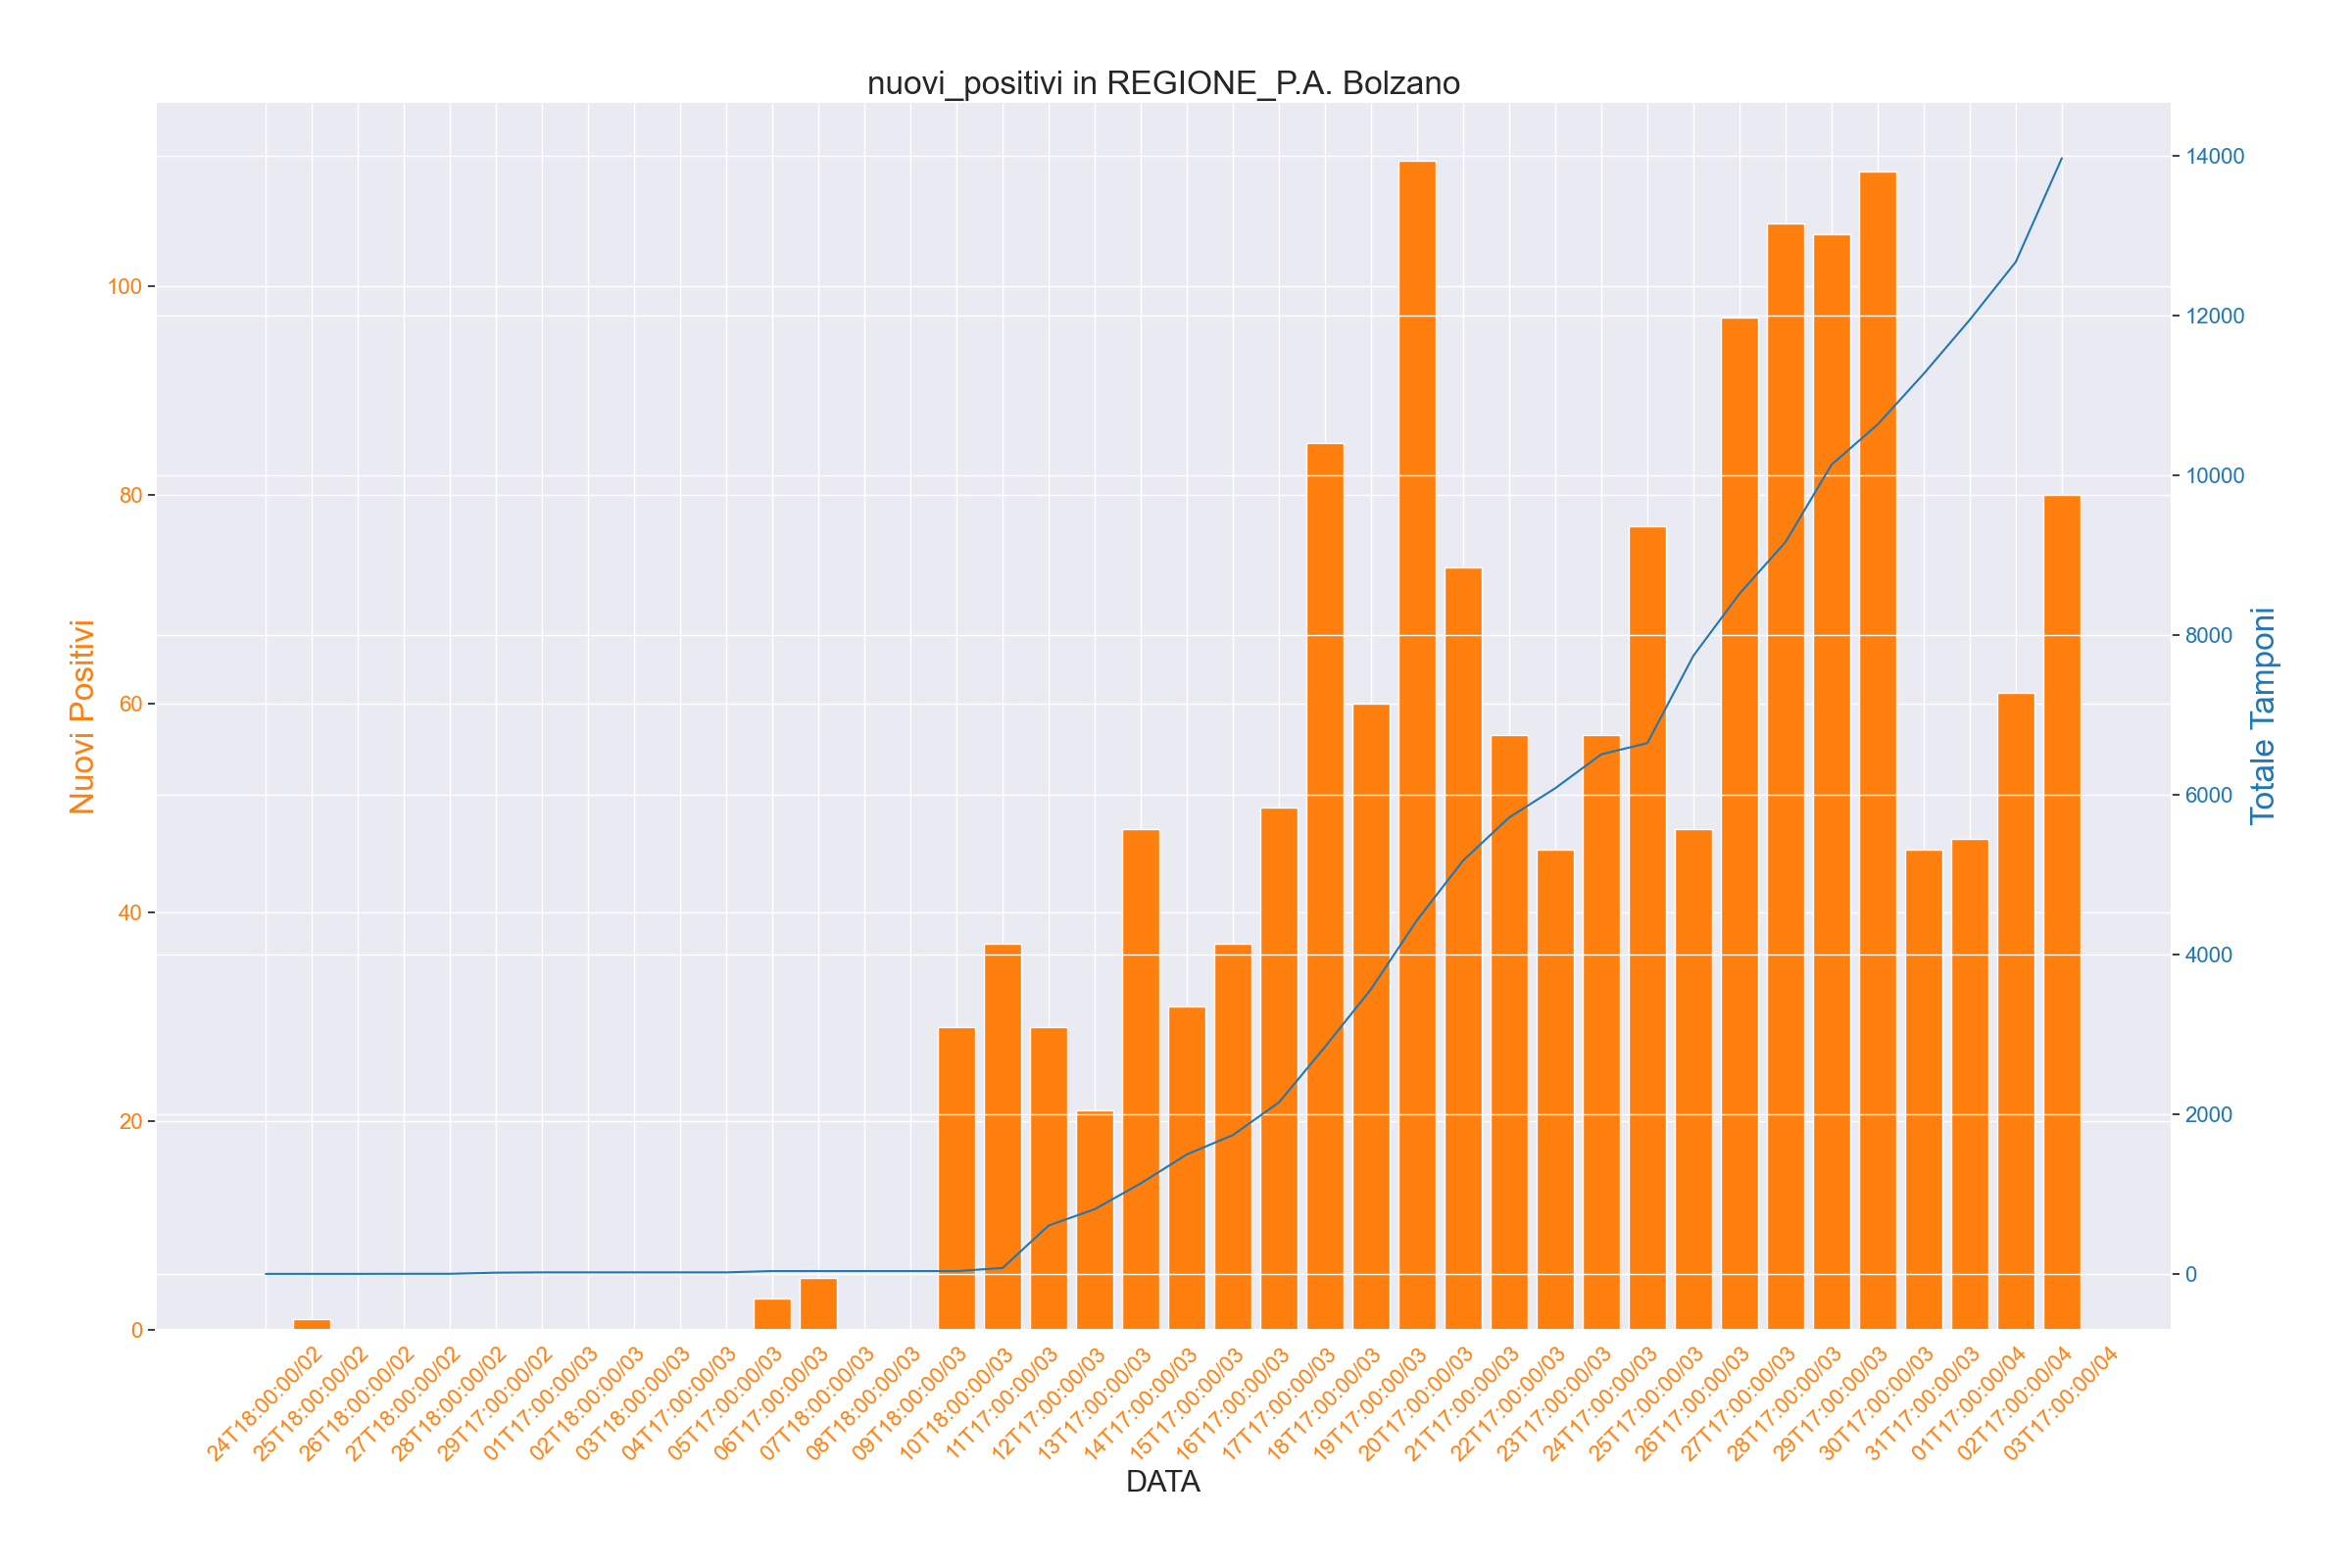 nuovi_positivi in REGIONE_P.A. Bolzano
Nuovi Positivi
100
80
60
40
20
0
14000
12000
10000
8000
6000
4000
2000
0
Totale Tamponi
24T18:00:00/02
25T18:00:00/02
26T18:00:00/02
27T18:00:00/02
28T18:00:00/02
29T17:00:00/02
01T17:00:00/03
02T18:00:00/03
03T18:00:00/03
04T17:00:00/03
05T17:00:00/03
06T17:00:00/03
07T18:00:00/03
08T18:00:00/03
09T18:00:00/03
10T18:00:00/03
11T17:00:00/03
12T17:00:00/03
13T17:00:00/03
14T17:00:00/03
15T17:00:00/03
16T17:00:00/03
17T17:00:00/03
18T17:00:00/03
19T17:00:00/03
20T17:00:00/03
21T17:00:00/03
22T17:00:00/03
23T17:00:00/03
24T17:00:00/03
25T17:00:00/03
26T17:00:00/03
27T17:00:00/03
28T17:00:00/03
29T17:00:00/03
30T17:00:00/03
31T17:00:00/03
01T17:00:00/04
02T17:00:00/04
03T17:00:00/04
DATA